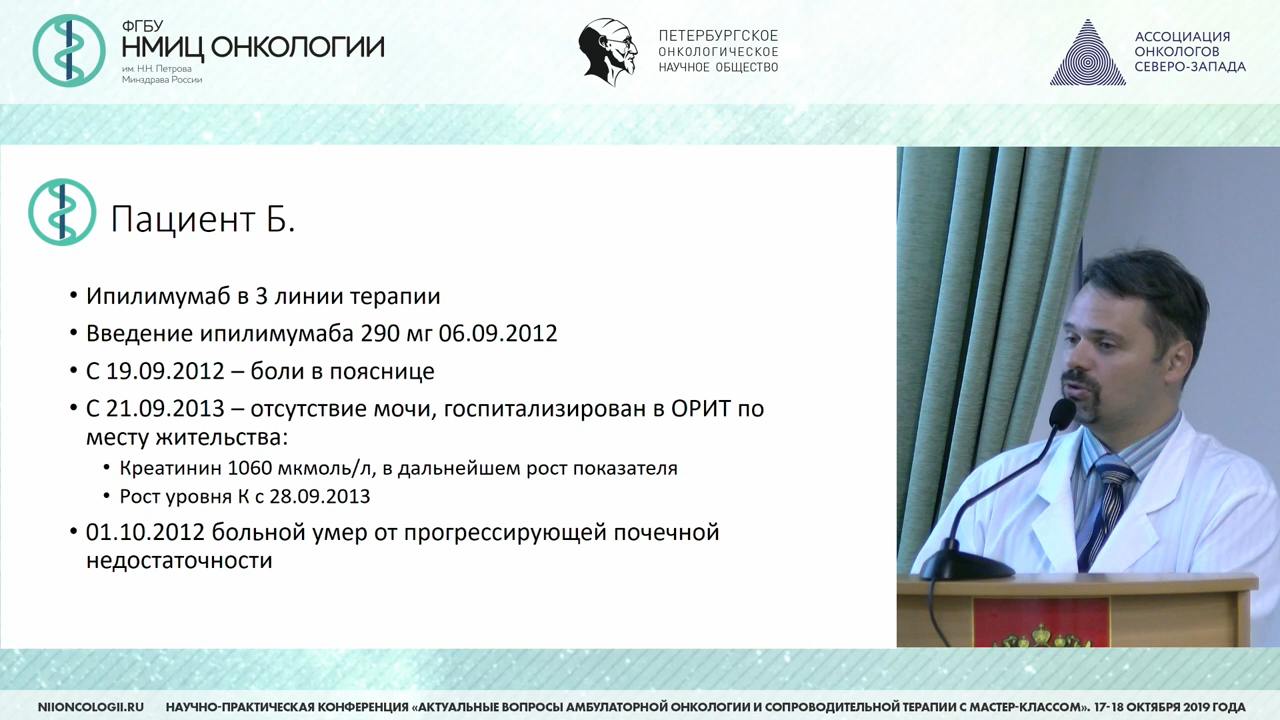 ФГБУ
НМИЦ ОНКОЛОГИИ
им. Н.Н. Петрова
Минздрава России
ПЕТЕРБУРГСКОЕ
ОНКОЛОГИЧЕСКОЕ
НАУЧНОЕ ОБЩЕСТВО
АССОЦИАЦИЯ
ОНКОЛОГОВ
СЕВЕРО-ЗАПАДА
Пациент Б.
• Ипилимумаб в 3 линии терапии
• Введение ипилимумаба 290 мг 06.09.2012
• С 19.09.2012 – боли в пояснице
• С 21.09.2013 – отсутствие мочи, госпитализирован в ОРИТ по
месту жительства:
• Креатинин 1060 мкмоль/л, в дальнейшем рост показателя
• Рост уровня К с 28.09.2013
• 01.10.2012 больной умер от прогрессирующей почечной
недостаточности
NIIONCOLOGII.RU НАУЧНО-ПРАКТИЧЕСКАЯ КОНФЕРЕНЦИЯ «АКТУАЛЬНЫЕ ВОПРОСЫ АМБУЛАТОРНОЙ ОНКОЛОГИИ И СОПРОВОДИТЕЛЬНОЙ ТЕРАПИИ С МАСТЕР-КЛАССОМ». 17-18 ОКТЯБРЯ 2019 ГОДА